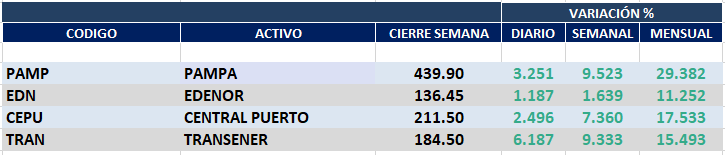 VARIACIÓN %
CODIGO ACTIVO CIERRE SEMANA DIARIO SEMANAL MENSUAL
PAMP PAMPA 439.90 3.251 9.523 29.382
EDN EDENOR 136.45 1.187 1.639 11.252
CEPU CENTRAL PUERTO 211.50 2.496 7.360 17.533
TRAN TRANSENER 184.50 6.187 9.333 15.493